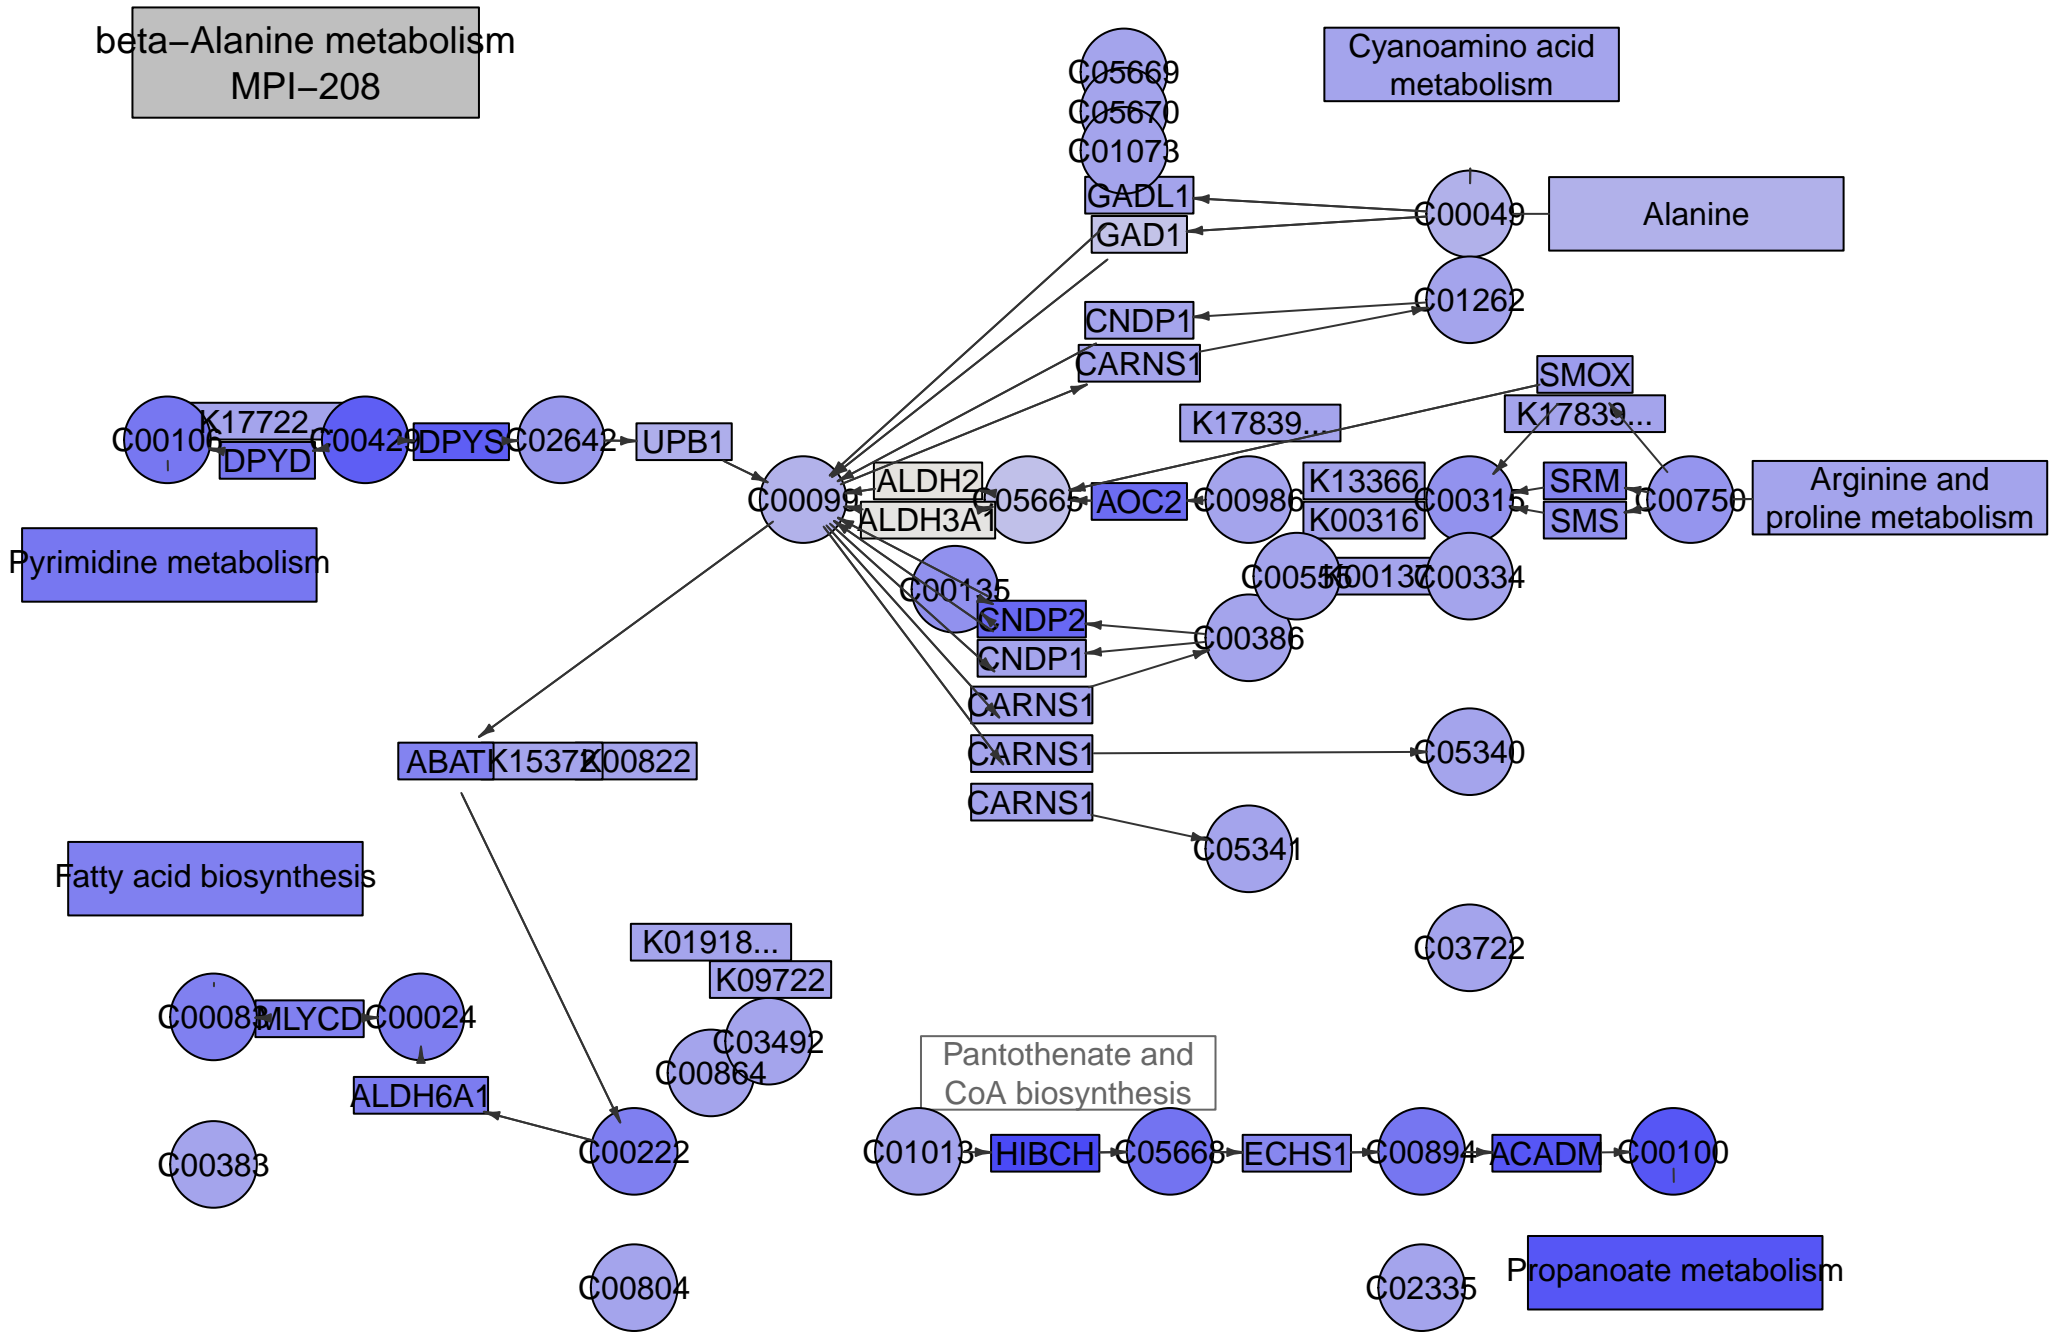 beta−Alanine metabolism
MPI−208
C05669
C05670
C01073
Cyanoamino acid
metabolism
GADL1
GAD1
C00049
Alanine
C01262
CNDP1
CARNS1
SMOX
K17839...
K17839...
C00106
K17722...
DPYD
C00429
DPYS
C02642
UPB1
C00099
ALDH2
ALDH3A1
C05665
AOC2
C00986
K13366
K00316
C00315
SRM
SMS
C00750
Arginine and
proline metabolism
Pyrimidine metabolism
C00135
C00555
K00137
C00334
CNDP2
CNDP1
C00386
CARNS1
CARNS1
CARNS1
C05340
C05341
ABAT
K15372
K00822
Fatty acid biosynthesis
K01918...
K09722
C03722
C00083
MLYCD
C00024
C03492
C00864
ALDH6A1
Pantothenate and
CoA biosynthesis
C00383
C00222
C01013
HIBCH
C05668
ECHS1
C00894
ACADM
C00100
C00804
C02335
Propanoate metabolism